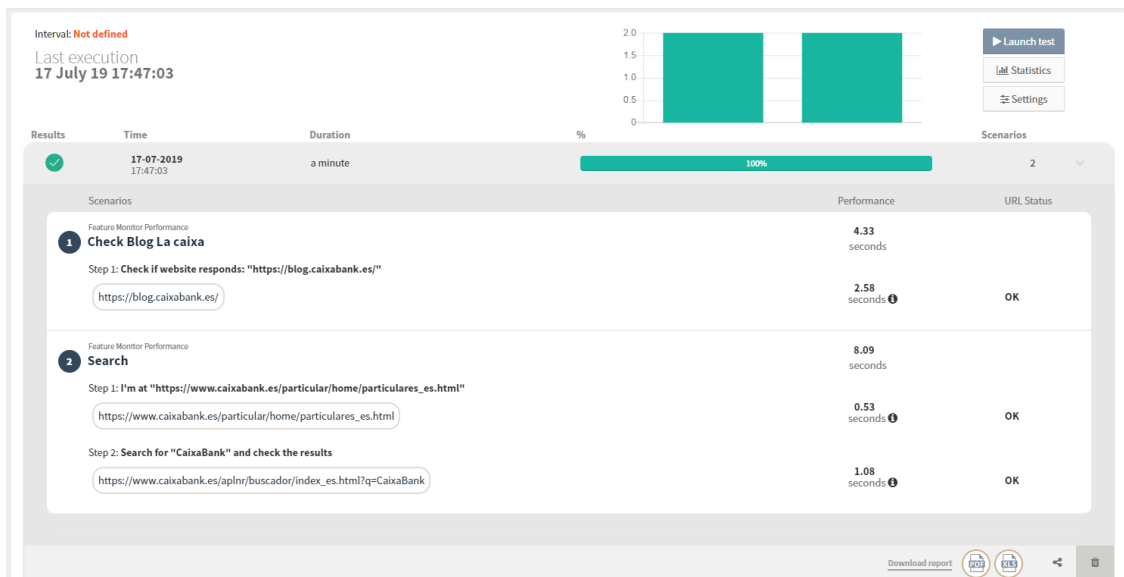 Interval: Not defined
Last execution
17 July 19 17:47:03
2.0
1.5
1.0
0.5
0
Launch test
Statistics
Settings
Results Time Duration % Scenarios
17-07-2019
17:47:03
a minute
100%
2
Scenarios Performance URL Status
Feature Monitor Performance
1 Check Blog La caixa
4.33
seconds
Step 1: Check if website responds: "https://blog.caixabank.es/"
https://blog.caixabank.es/
2.58
seconds
OK
Feature Monitor Performance
2 Search
8.09
seconds
Step 1: I'm at "https://www.caixabank.es/particular/home/particulares_es.html"
https://www.caixabank.es/particular/home/particulares_es.html
0.53
seconds
OK
Step 2: Search for "CaixaBank" and check the results
https://www.caixabank.es/aplnr/buscador/index_es.html?q=CaixaBank
1.08
seconds
OK
Download report PDF XLS